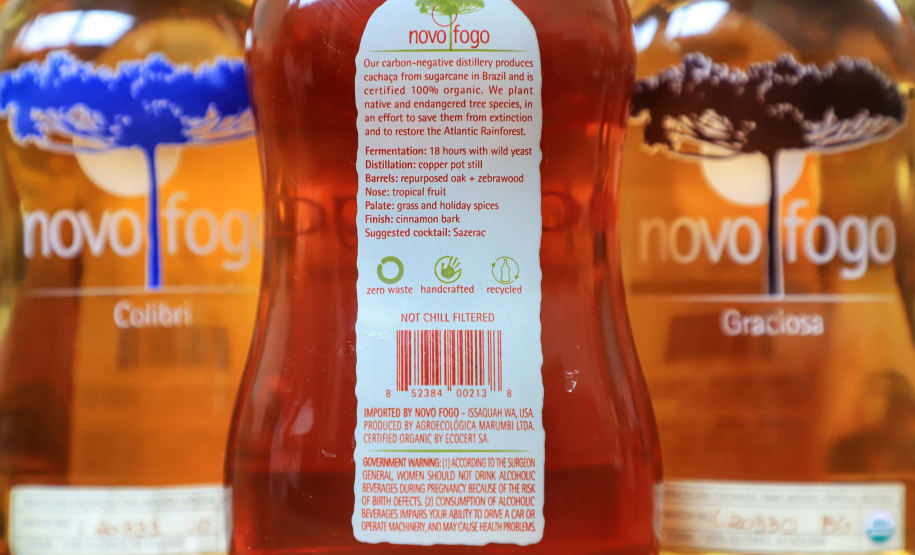 novo fogo
Our carbon-negative distillery produces
cachaça from sugarcane in Brazil and is
certified 100% organic. We plant
native and endangered tree species, in
an effort to save them from extinction
and to restore the Atlantic Rainforest.
Fermentation: 18 hours with wild yeast
Distillation: copper pot still
Barrels: repurposed oak + zebrawood
Nose: tropical fruit
Palate: grass and holiday spices
Finish: cinnamon bark
Suggested cocktail: Sazerac
zero waste handcrafted recycled
NOT CHILL FILTERED
8 52384 00213 8
IMPORTED BY NOVO FOGO – ISSAQUAH WA, USA.
PRODUCED BY AGROECOLÓGICA MARUMBI LTDA.
CERTIFIED ORGANIC BY ECOCERT SA.
GOVERNMENT WARNING: (1) ACCORDING TO THE SURGEON
GENERAL, WOMEN SHOULD NOT DRINK ALCOHOLIC
BEVERAGES DURING PREGNANCY BECAUSE OF THE RISK
OF BIRTH DEFECTS. (2) CONSUMPTION OF ALCOHOLIC
BEVERAGES IMPAIRS YOUR ABILITY TO DRIVE A CAR OR
OPERATE MACHINERY, AND MAY CAUSE HEALTH PROBLEMS.
novo fogo
Colibri
novo fogo
Graciosa